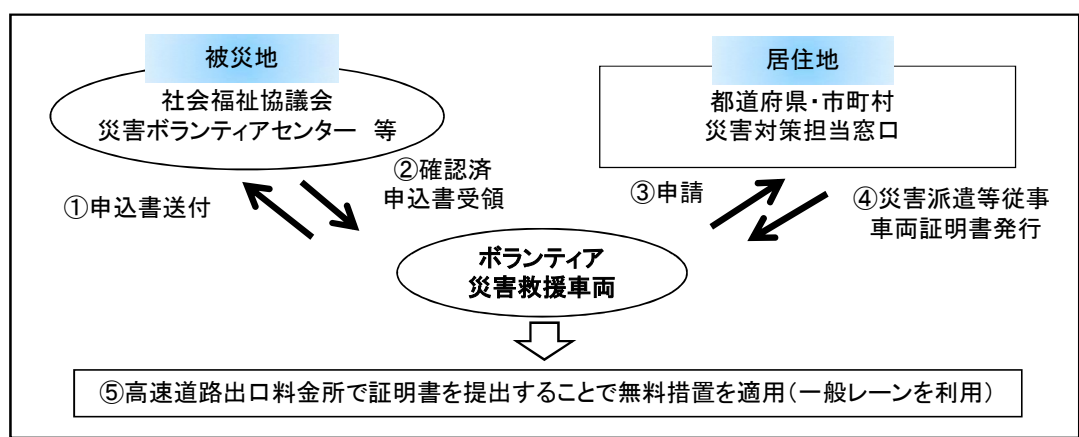 被災地
社会福祉協議会
災害ボランティアセンター 等
居住地
都道府県・市町村
災害対策担当窓口
①申込書送付
②確認済
申込書受領
③申請
④災害派遣等従事
車両証明書発行
ボランティア
災害救援車両
⑤高速道路出口料金所で証明書を提出することで無料措置を適用(一般レーンを利用)